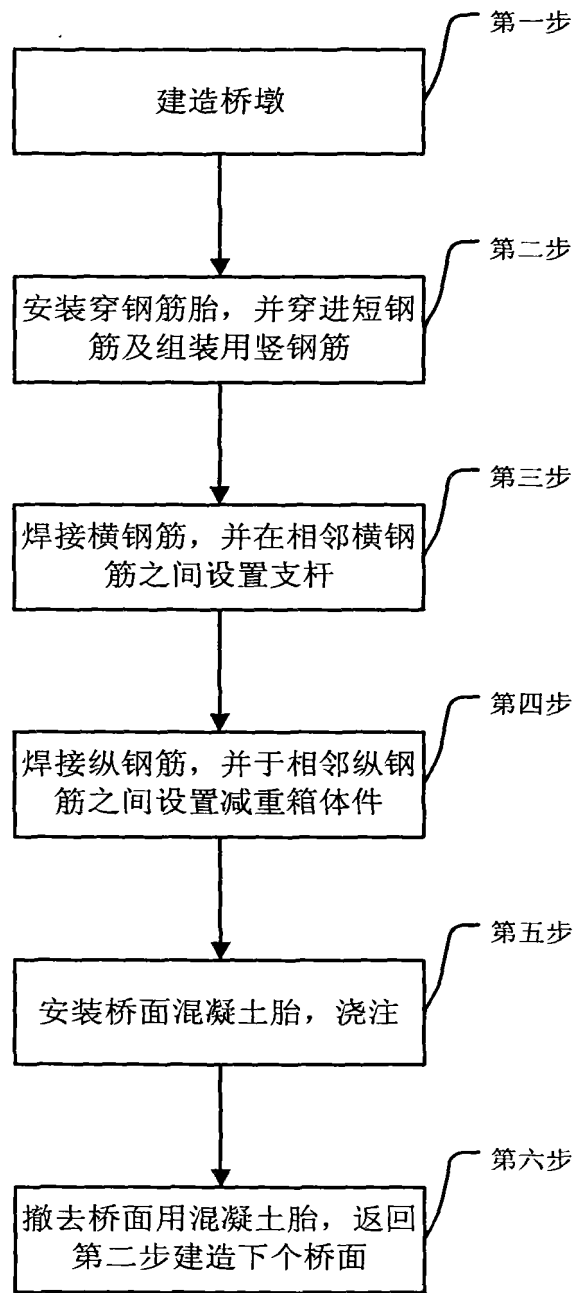 第一步
建造桥墩
第二步
安装穿钢筋胎，并穿进短钢
筋及组装用竖钢筋
第三步
焊接横钢筋，并在相邻横钢
筋之间设置支杆
第四步
焊接纵钢筋，并于相邻纵钢
筋之间设置减重箱体件
第五步
安装桥面混凝土胎，浇注
第六步
撤去桥面用混凝土胎，返回
第二步建造下个桥面